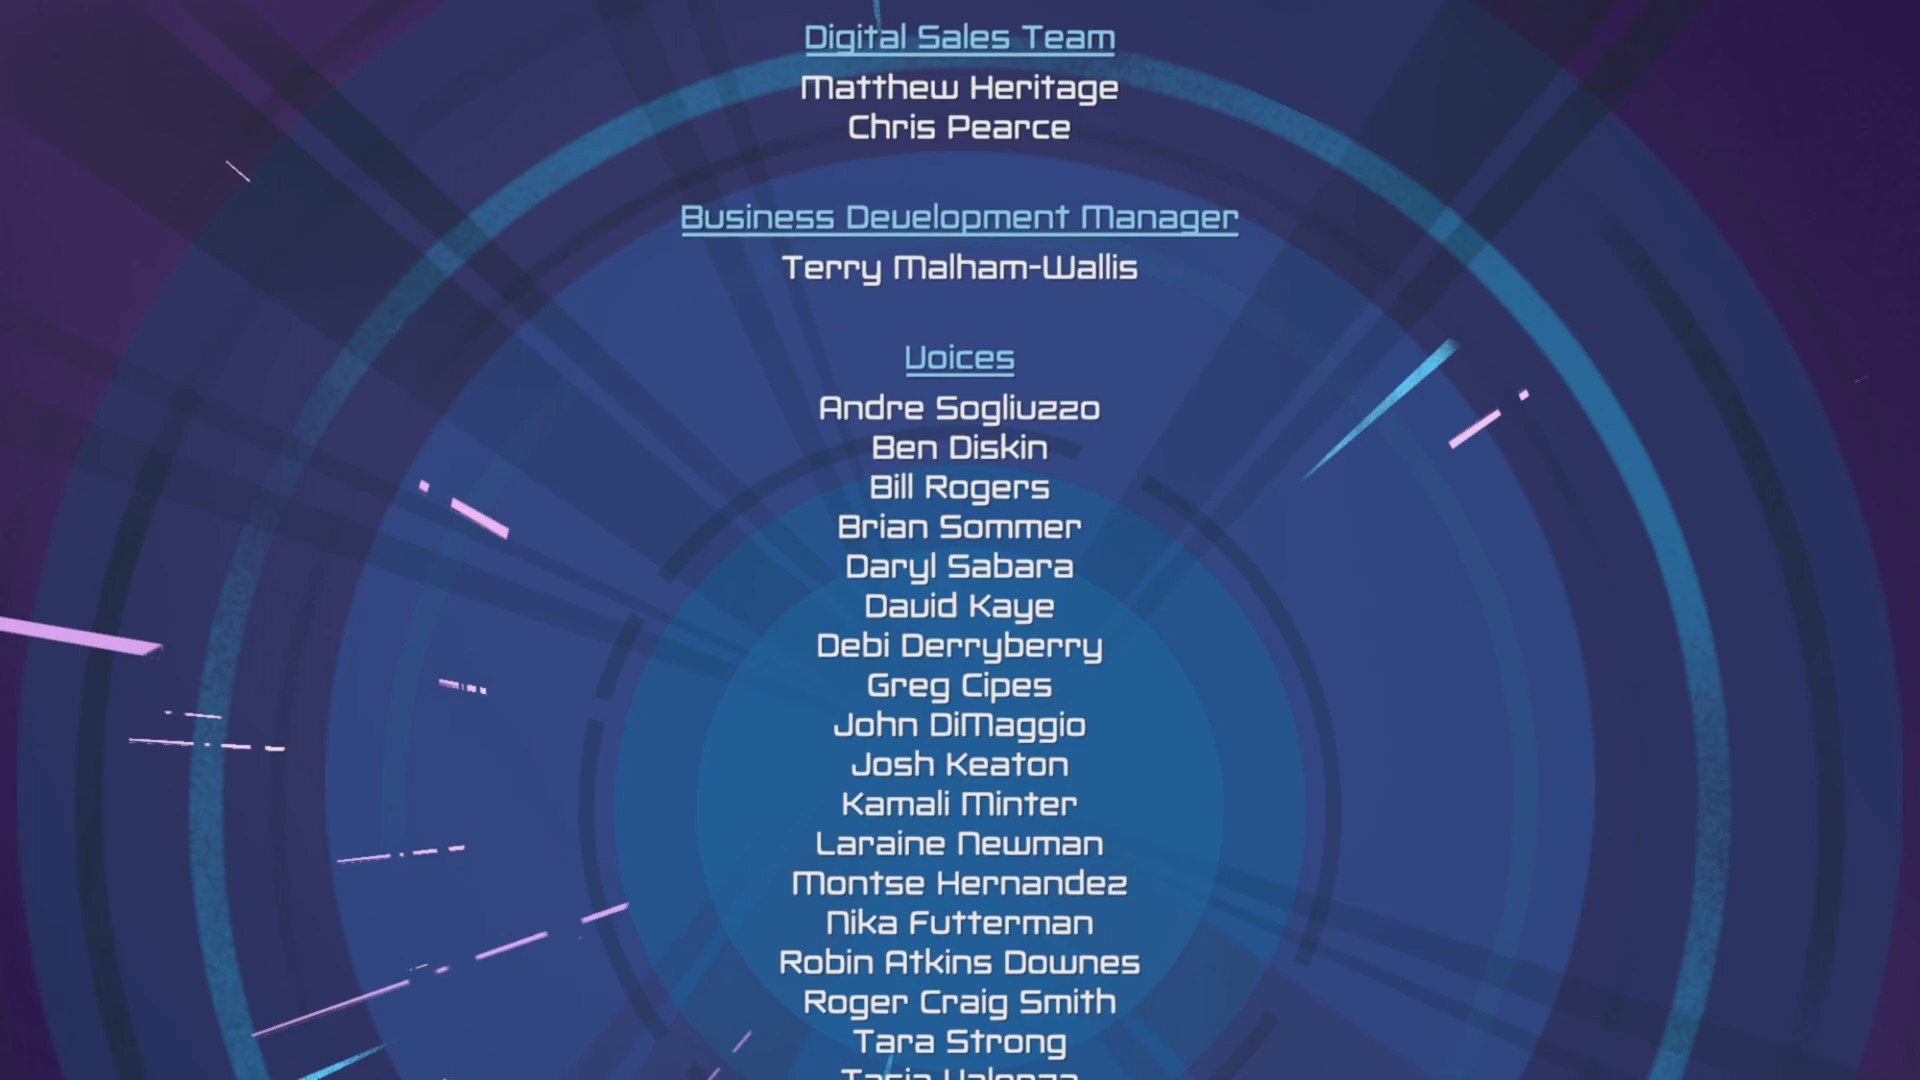 Digital Sales Team
Matthew Heritage
Chris Pearce
Business Development Manager
Terry Malham-Wallis
Voices
Andre Sogliuzzo
Ben Diskin
Bill Rogers
Brian Sommer
Daryl Sabara
David Kaye
Debi Derryberry
Greg Cipes
John DiMaggio
Josh Keaton
Kamali Minter
Laraine Newman
Montse Hernandez
Nika Futterman
Robin Atkins Downes
Roger Craig Smith
Tara Strong